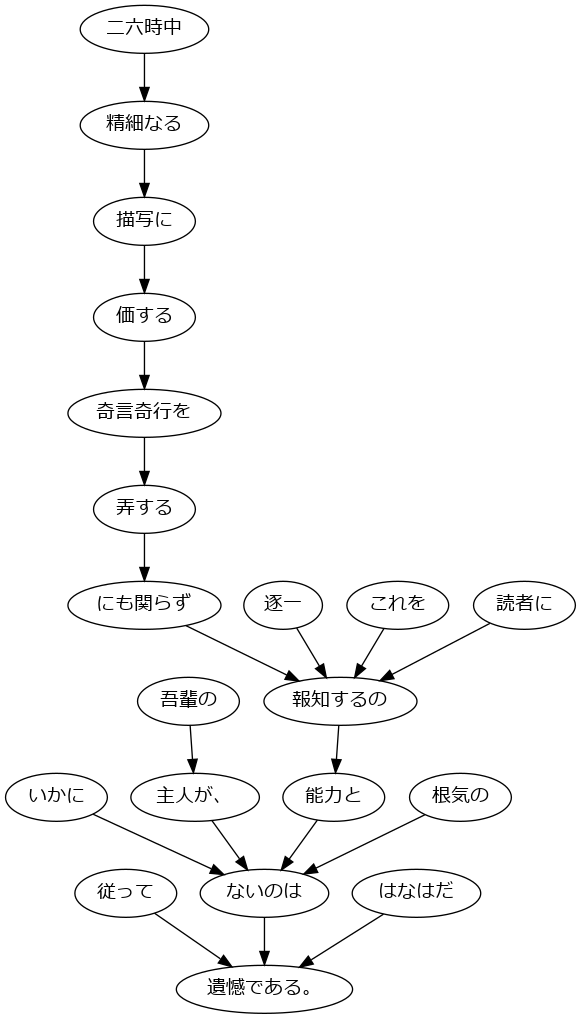 二六時中
精細なる
描写に
価する
奇言奇行を
弄する
にも関らず
逐一
これを
読者に
吾輩の
報知するの
いかに
主人が、
能力と
根気の
従って
ないのは
はなはだ
遺憾である。